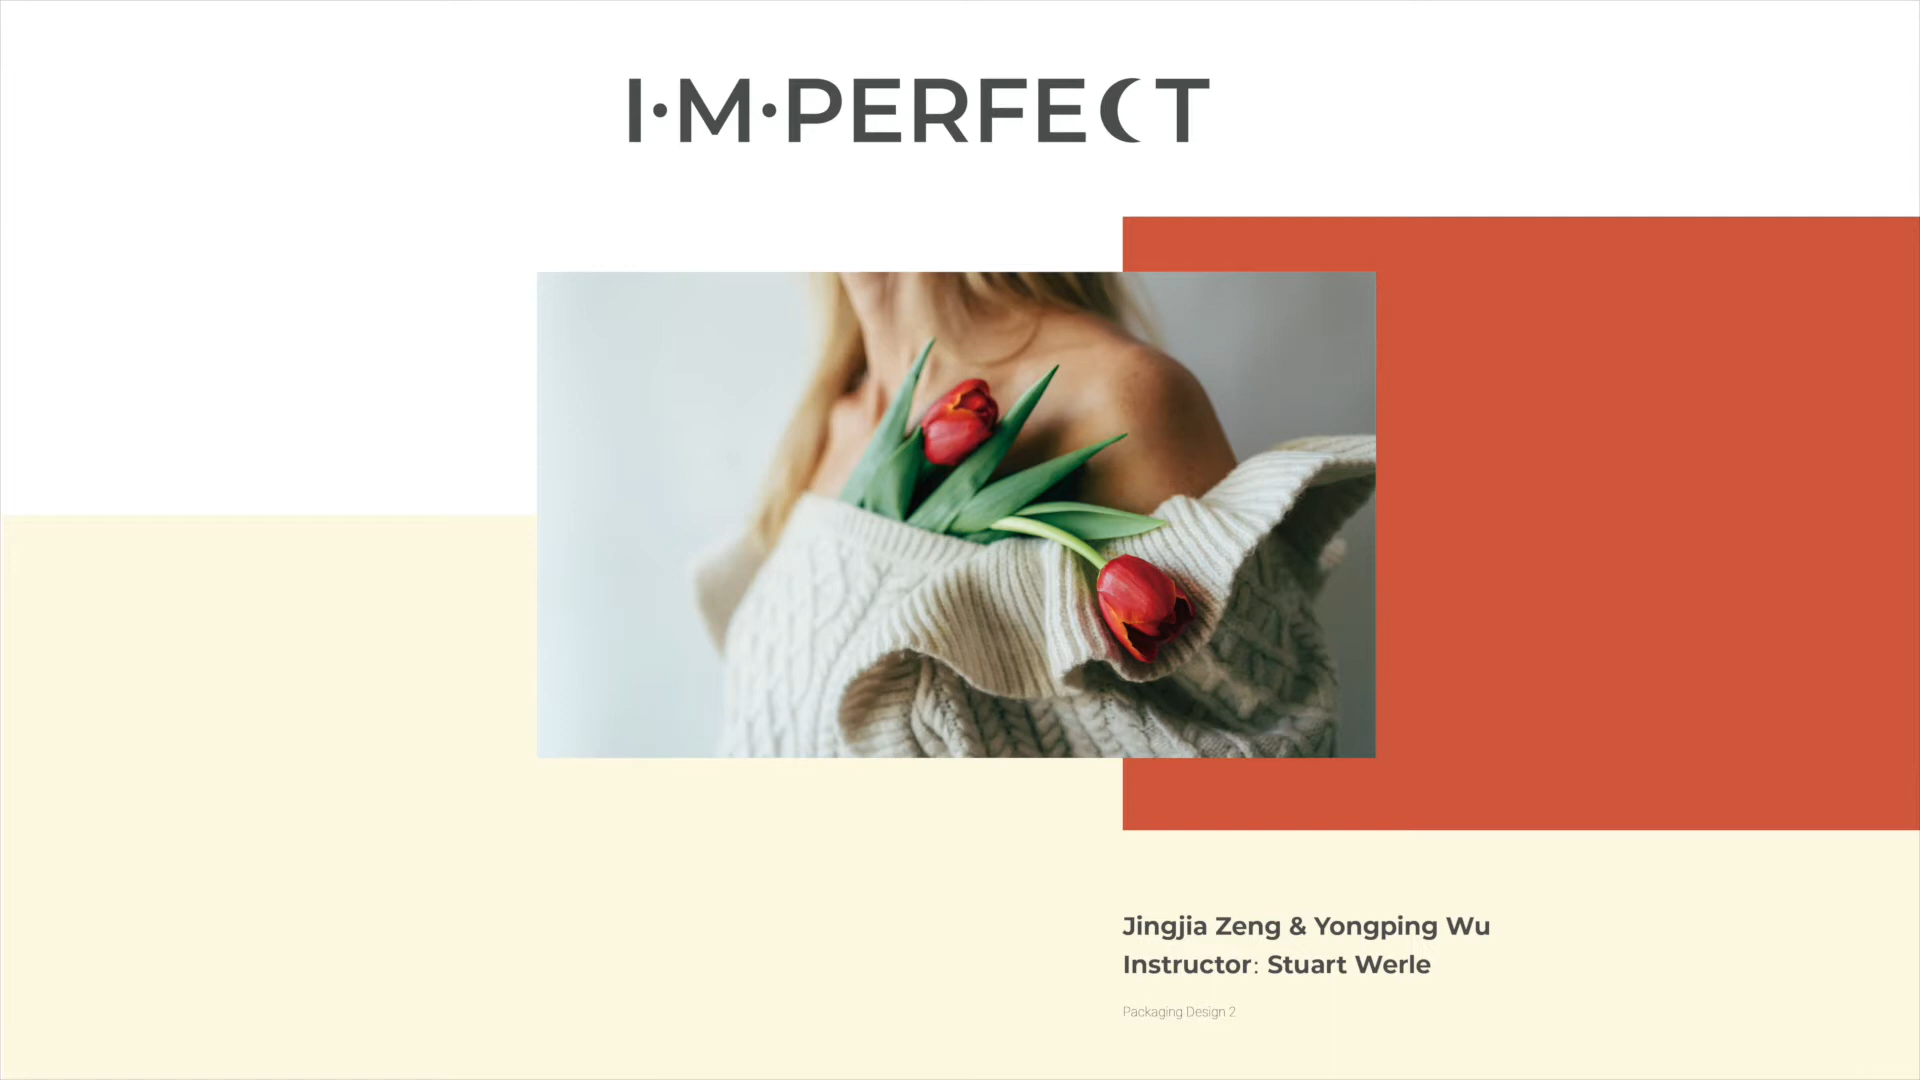 I·M·PERFECT
Jingjia Zeng & Yongping Wu
Instructor: Stuart Werle
Packaging Design 2